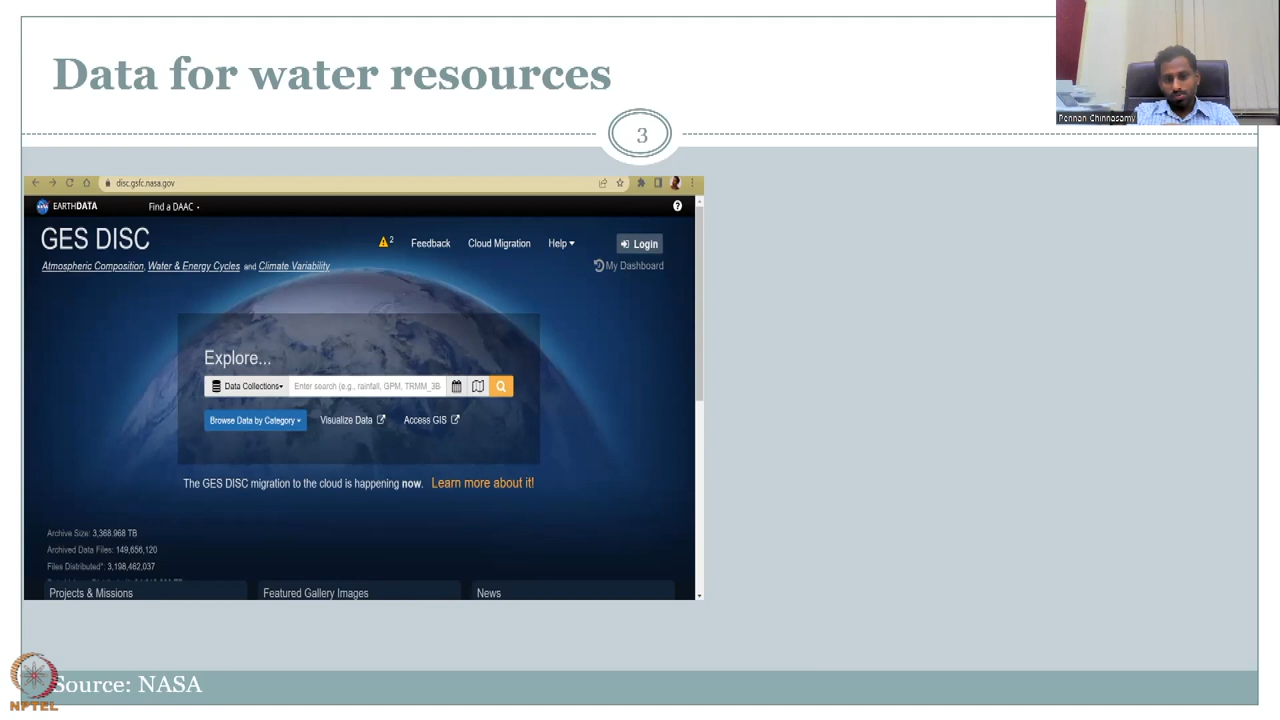 Data for water resources
Pennan Chinnasamy
3
disc.gsfc.nasa.gov
EARTHDATA Find a DAAC
GES DISC
2 Feedback Cloud Migration Help Login
Atmospheric Composition, Water & Energy Cycles and Climate Variability
My Dashboard
Explore...
Data Collections Enter search (e.g., rainfall, GPM, TRMM_3B
Browse Data by Category Visualize Data Access GIS
The GES DISC migration to the cloud is happening now. Learn more about it!
Archive Size: 3,368.968 TB
Archived Data Files: 149,656,120
Files Distributed*: 3,198,462,037
Projects & Missions Featured Gallery Images News
Source: NASA
NPTEL